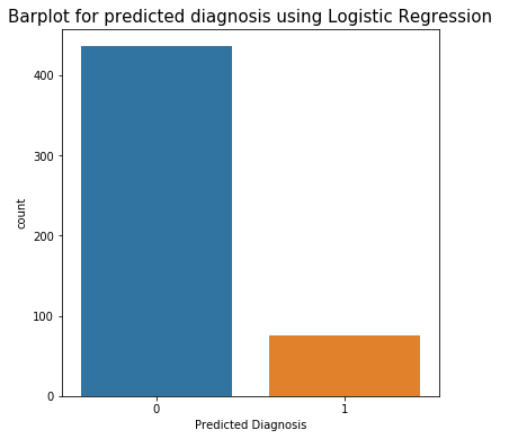 Barplot for predicted diagnosis using Logistic Regression
400
300
200
100
0
count
0 1
Predicted Diagnosis